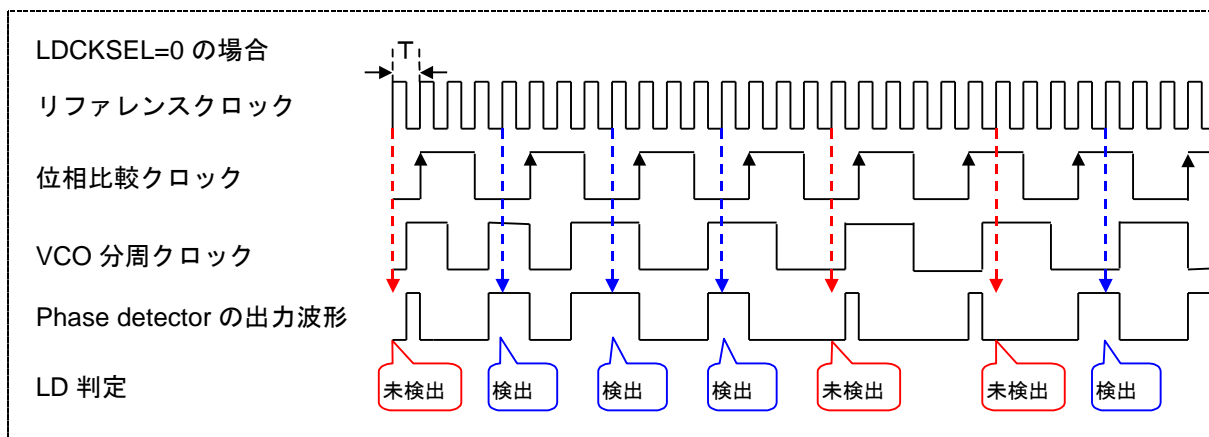 LDCKSEL=0 の場合
T
リファレンスクロック
位相比較クロック
VCO 分周クロック
Phase detector の出力波形
LD 判定
未検出 検出 検出 検出 未検出 未検出 検出